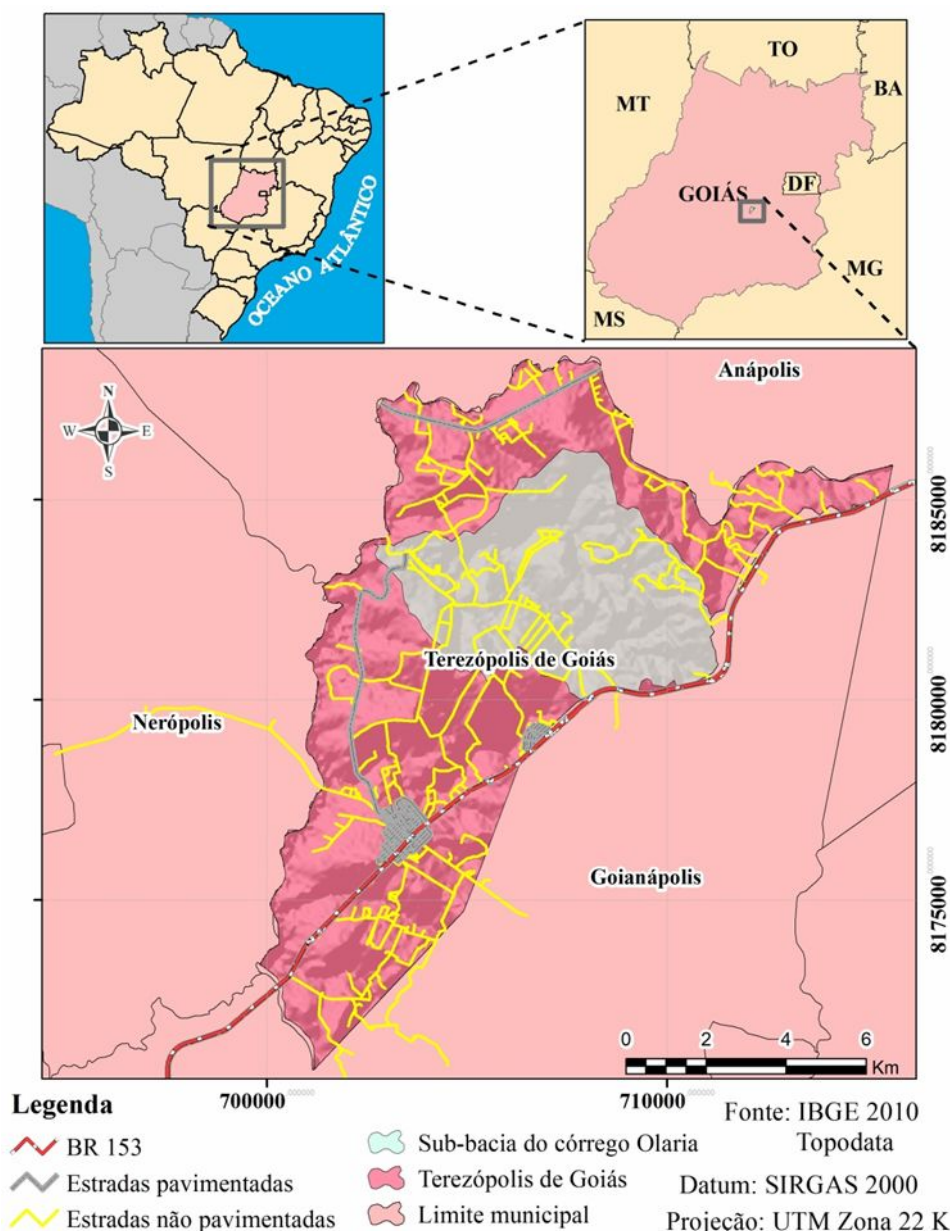 OCEANO ATLÂNTICO
TO
MT
BA
DF
GOIÁS
MG
MS
N
W E
S
Anápolis
Terezópolis de Goiás
Nerópolis
Goianápolis
8185000
8180000
8175000
0 2 4 6
Km
700000 710000
Legenda
BR 153
Estradas pavimentadas
Estradas não pavimentadas
Sub-bacia do córrego Olaria
Terezópolis de Goiás
Limite municipal
Fonte: IBGE 2010
Topodata
Datum: SIRGAS 2000
Projeção: UTM Zona 22 K